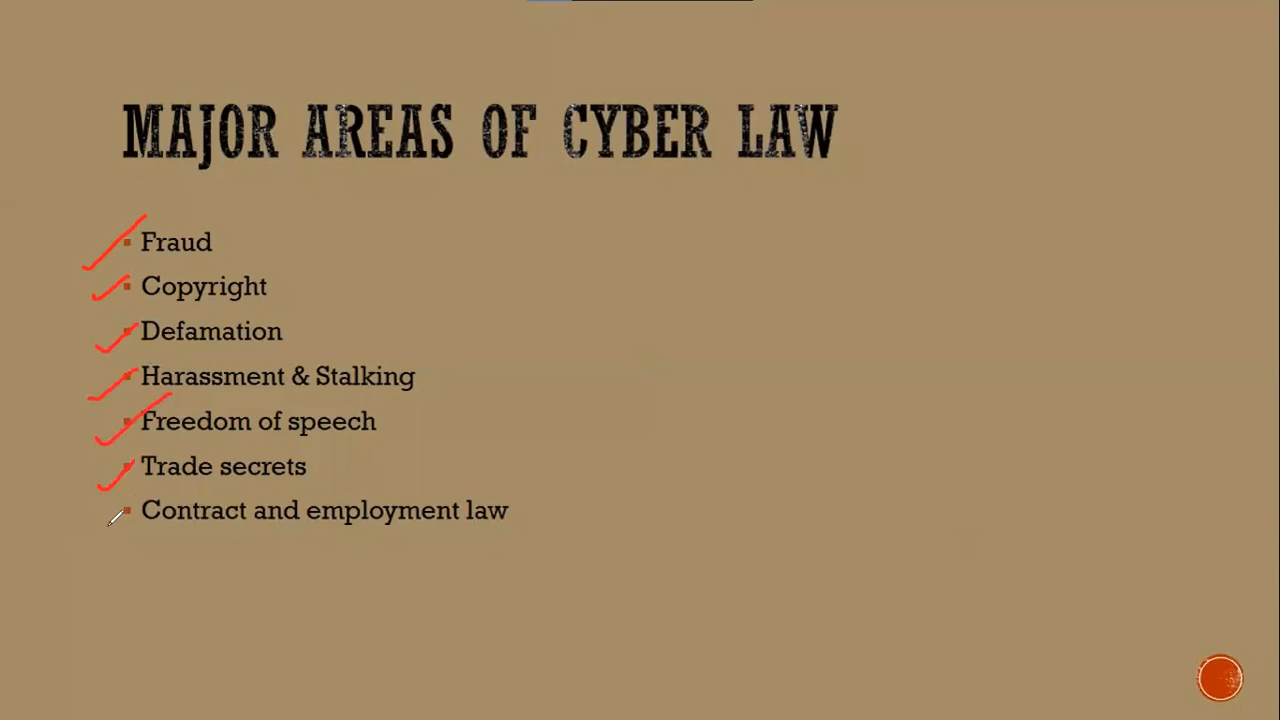 MAJOR AREAS OF CYBER LAW
Fraud
Copyright
Defamation
Harassment & Stalking
Freedom of speech
Trade secrets
Contract and employment law